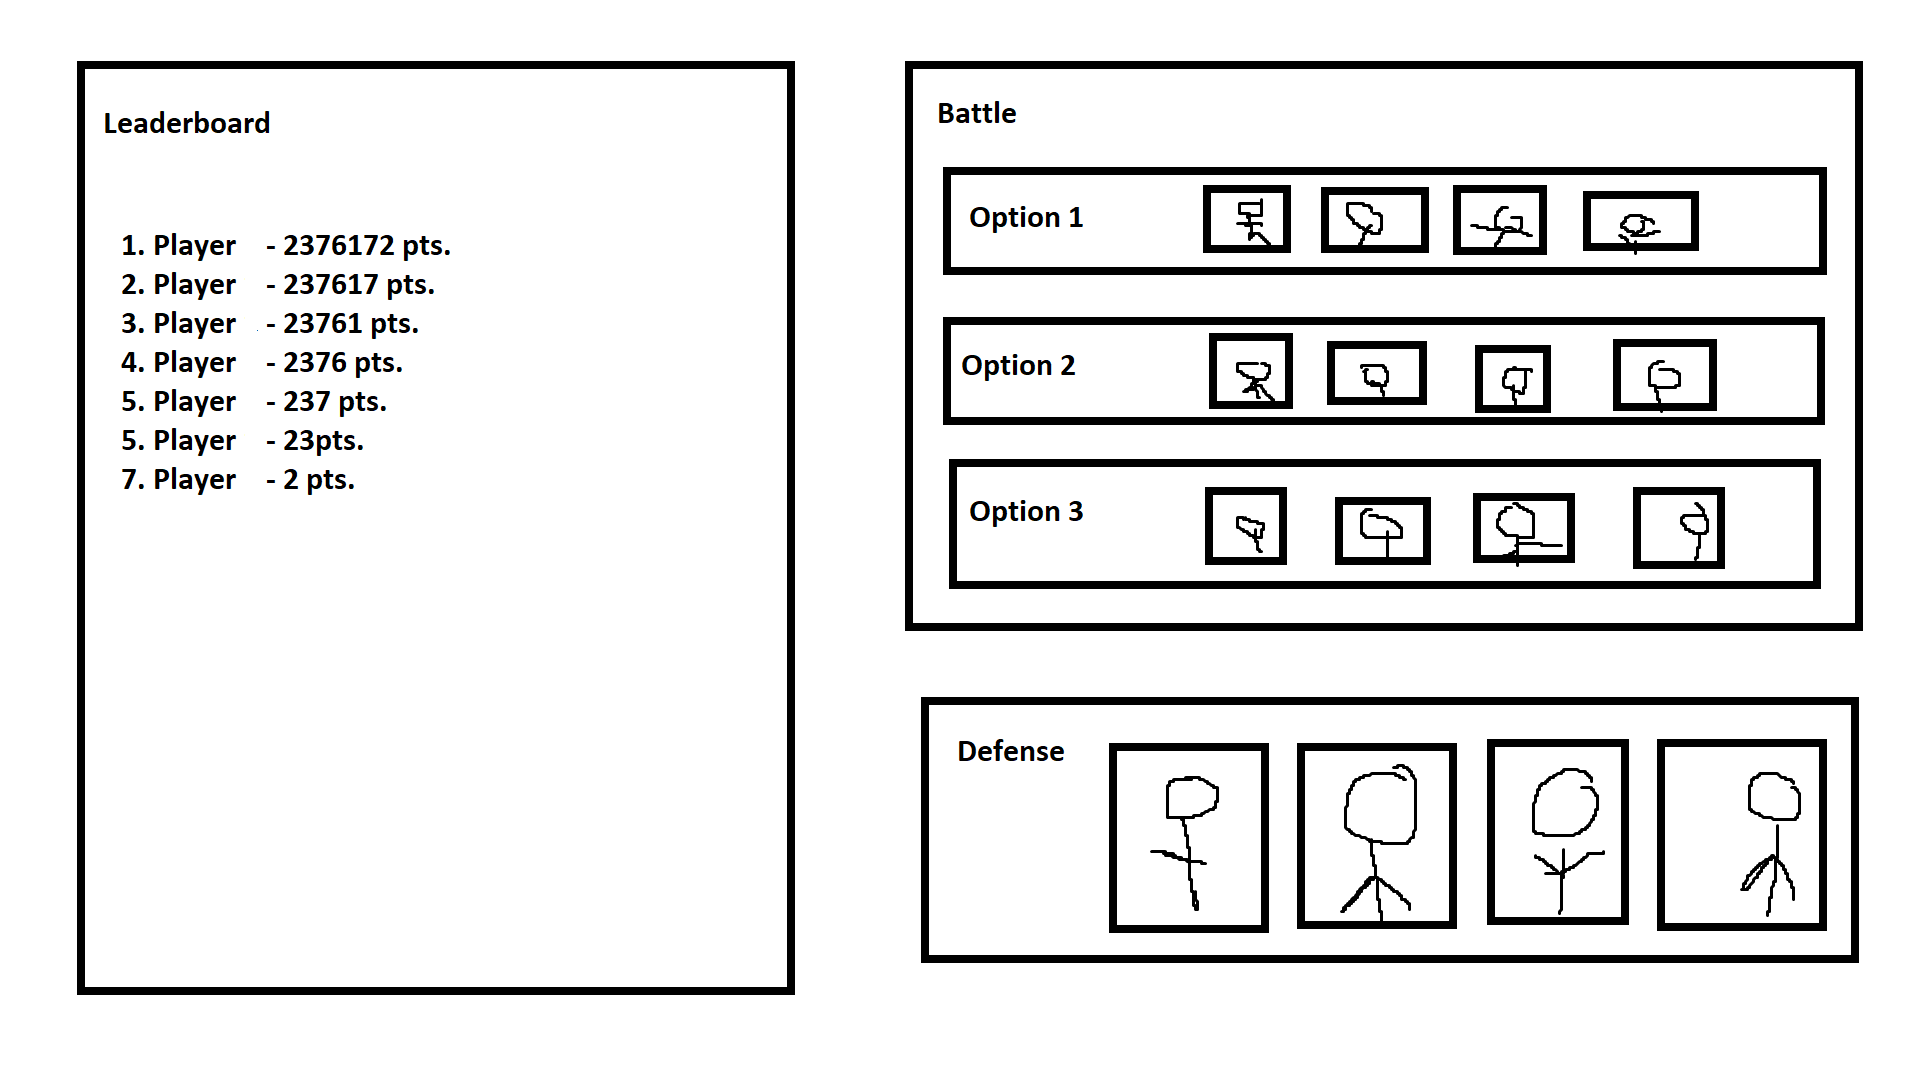 Leaderboard
1. Player - 2376172 pts.
2. Player - 237617 pts.
3. Player - 23761 pts.
4. Player - 2376 pts.
5. Player - 237 pts.
5. Player - 23pts.
7. Player - 2 pts.
Battle
Option 1
Option 2
Option 3
Defense